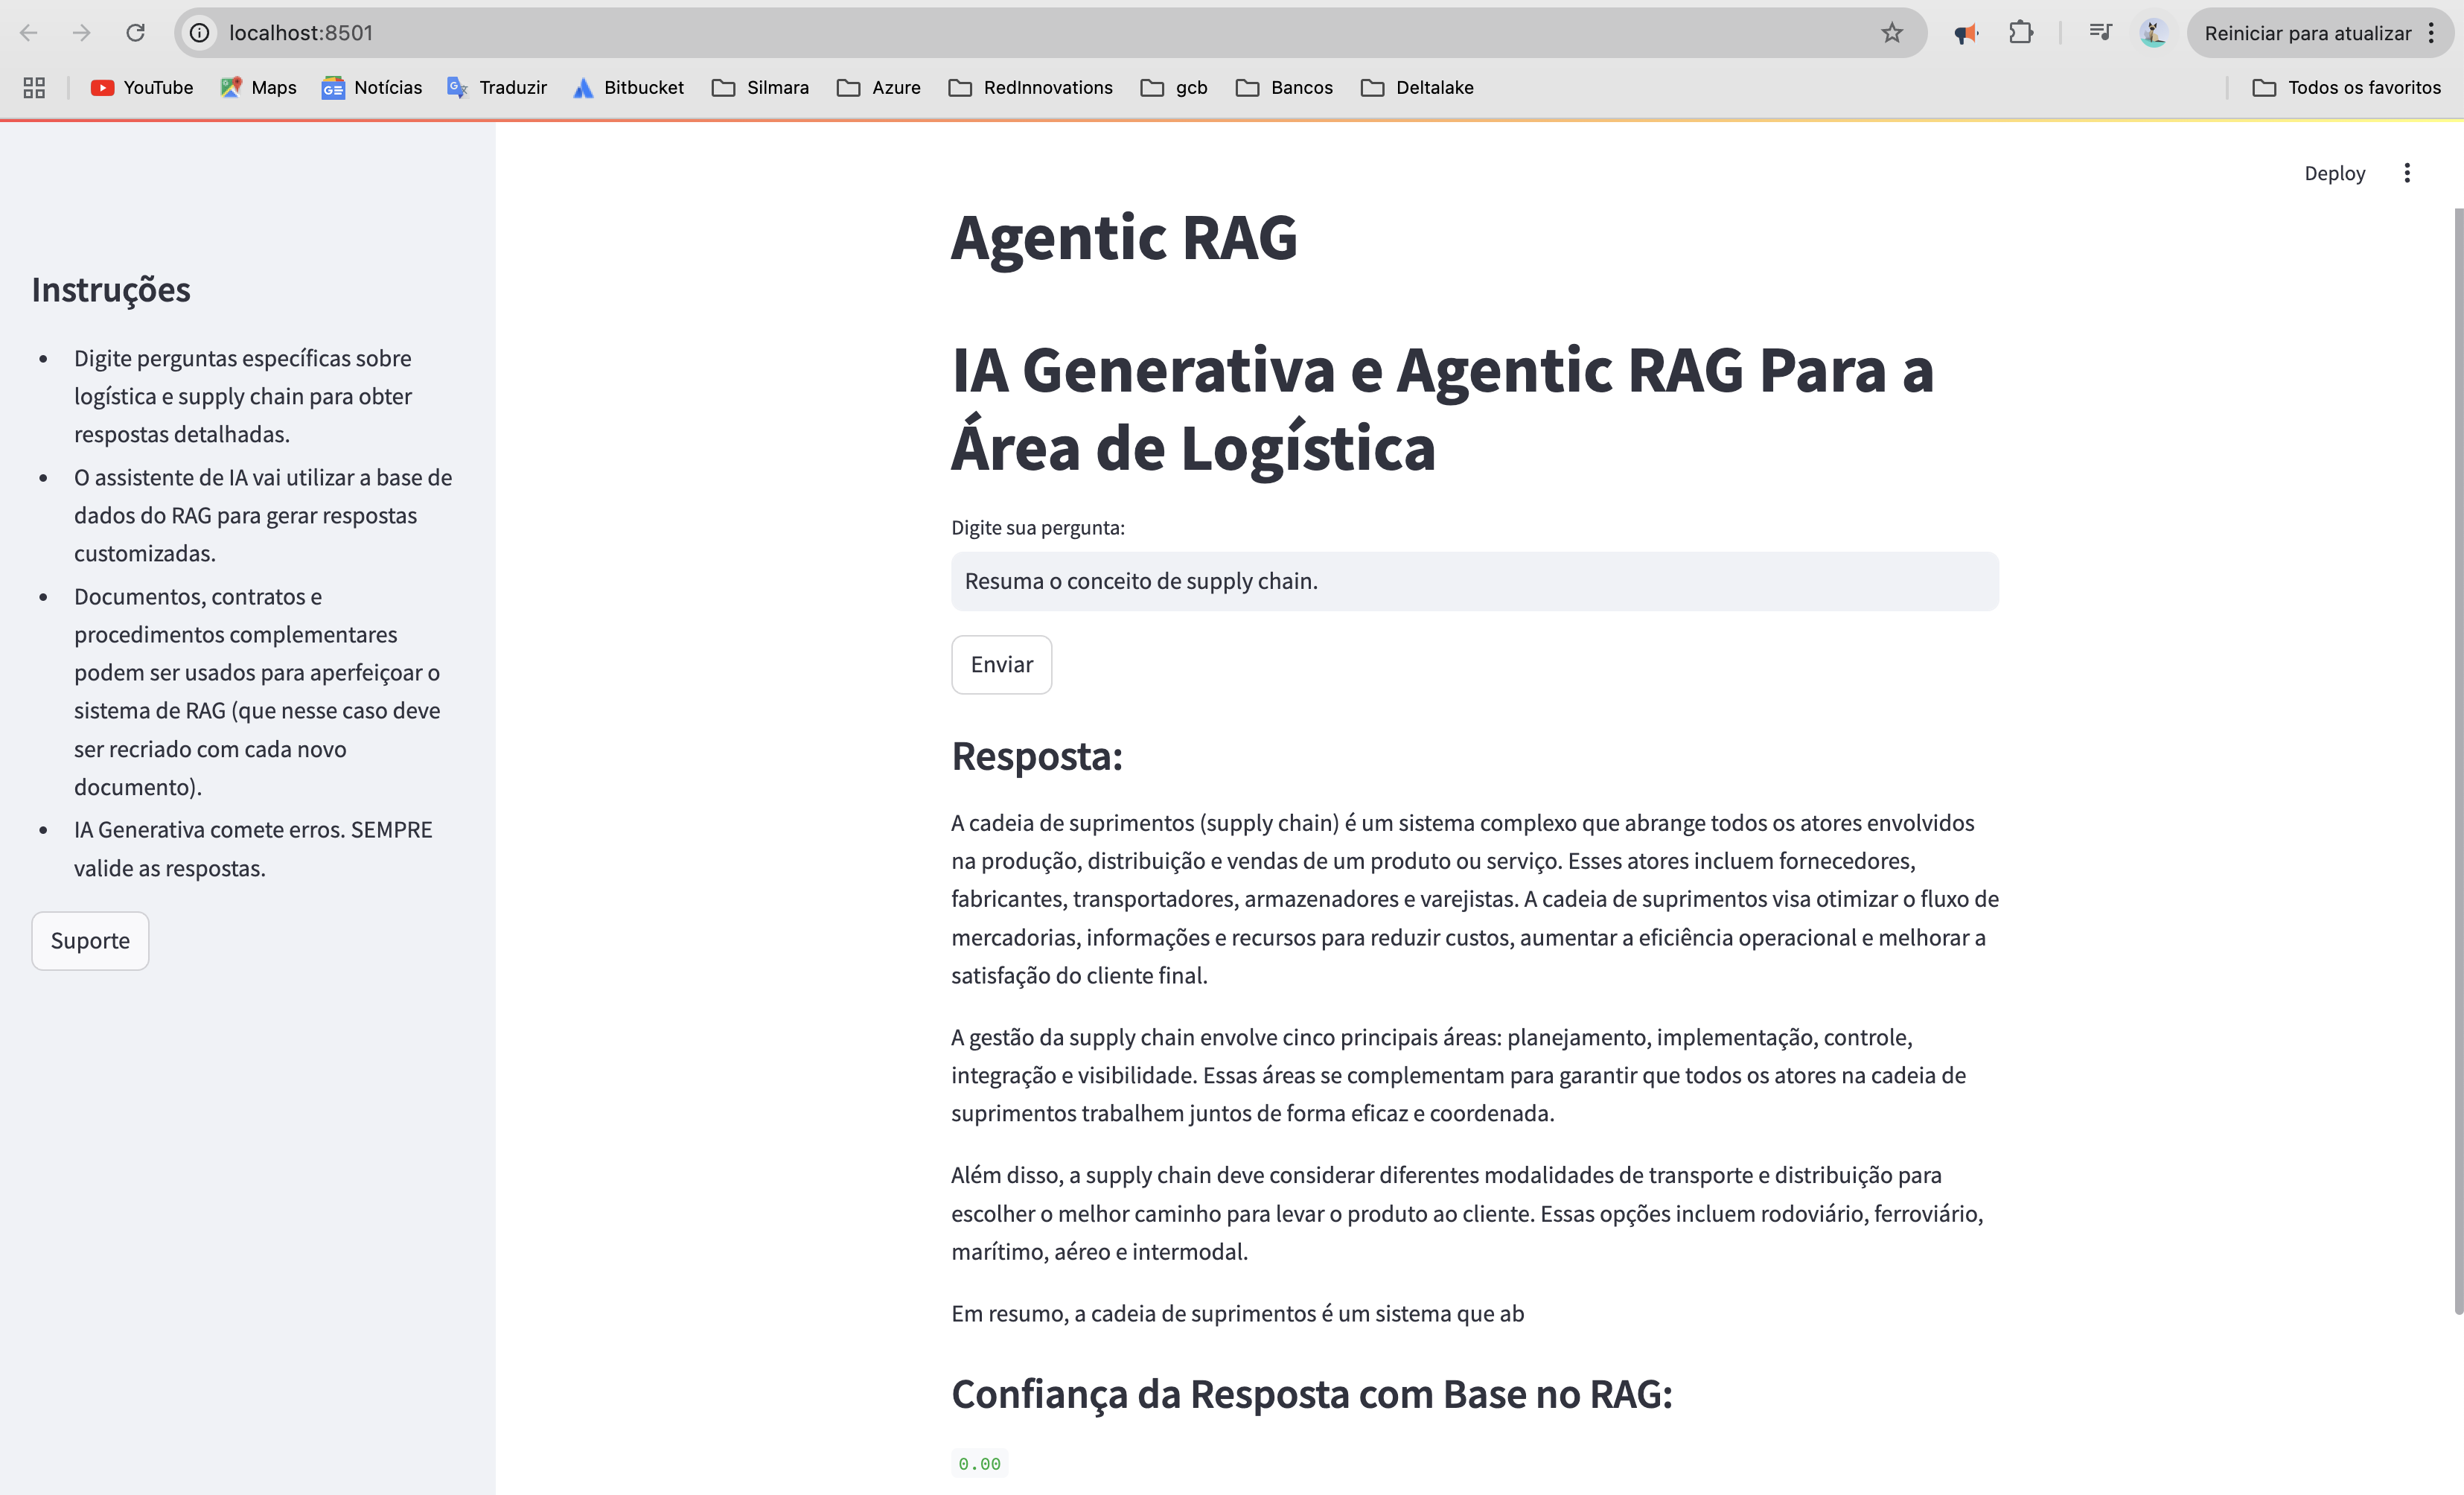 localhost:8501
Reiniciar para atualizar
YouTube
Maps
Notícias
Traduzir
Bitbucket
Silmara
Azure
RedInnovations
gcb
Bancos
Deltalake
Todos os favoritos
Deploy
Instruções
• Digite perguntas específicas sobre
logística e supply chain para obter
respostas detalhadas.
• O assistente de IA vai utilizar a base de
dados do RAG para gerar respostas
customizadas.
• Documentos, contratos e
procedimentos complementares
podem ser usados para aperfeiçoar o
sistema de RAG (que nesse caso deve
ser recriado com cada novo
documento).
• IA Generativa comete erros. SEMPRE
valide as respostas.
Suporte
Agentic RAG
IA Generativa e Agentic RAG Para a
Área de Logística
Digite sua pergunta:
Resuma o conceito de supply chain.
Enviar
Resposta:
A cadeia de suprimentos (supply chain) é um sistema complexo que abrange todos os atores envolvidos
na produção, distribuição e vendas de um produto ou serviço. Esses atores incluem fornecedores,
fabricantes, transportadores, armazenadores e varejistas. A cadeia de suprimentos visa otimizar o fluxo de
mercadorias, informações e recursos para reduzir custos, aumentar a eficiência operacional e melhorar a
satisfação do cliente final.
A gestão da supply chain envolve cinco principais áreas: planejamento, implementação, controle,
integração e visibilidade. Essas áreas se complementam para garantir que todos os atores na cadeia de
suprimentos trabalhem juntos de forma eficaz e coordenada.
Além disso, a supply chain deve considerar diferentes modalidades de transporte e distribuição para
escolher o melhor caminho para levar o produto ao cliente. Essas opções incluem rodoviário, ferroviário,
marítimo, aéreo e intermodal.
Em resumo, a cadeia de suprimentos é um sistema que ab
Confiança da Resposta com Base no RAG:
0.00